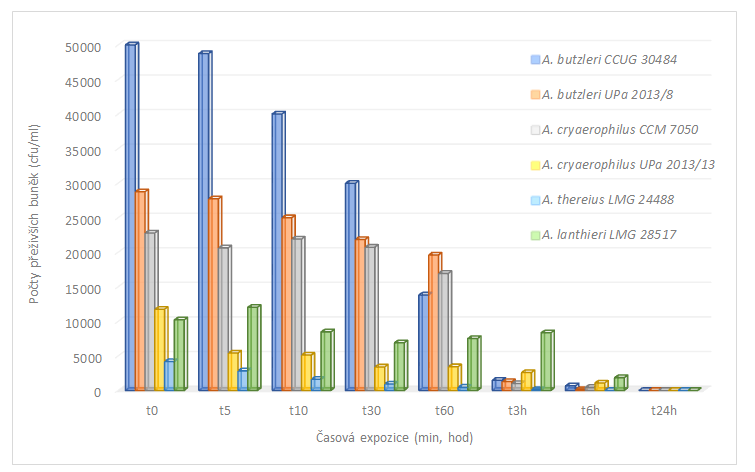 50000
45000
40000
35000
30000
25000
20000
15000
10000
5000
0
Počty přeživších buněk (cfu/ml)
A. butzleri CCUG 30484
A. butzleri UPa 2013/8
A. cryaerophilus CCM 7050
A. cryaerophilus UPa 2013/13
A. thereius LMG 24488
A. lanthieri LMG 28517
t0 t5 t10 t30 t60 t3h t6h t24h
Časová expozice (min, hod)